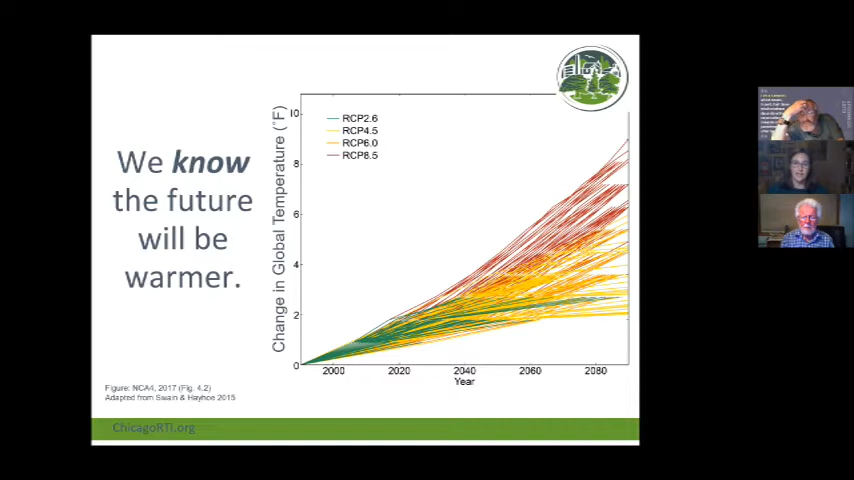 We know
the future
will be
warmer.
Change in Global Temperature (°F)
10
8
6
4
2
0
RCP2.6
RCP4.5
RCP6.0
RCP8.5
2000 2020 2040 2060 2080
Year
Figure: NCA4, 2017 (Fig. 4.2)
Adapted from Swain & Hayhoe 2015
ChicagoRTI.org